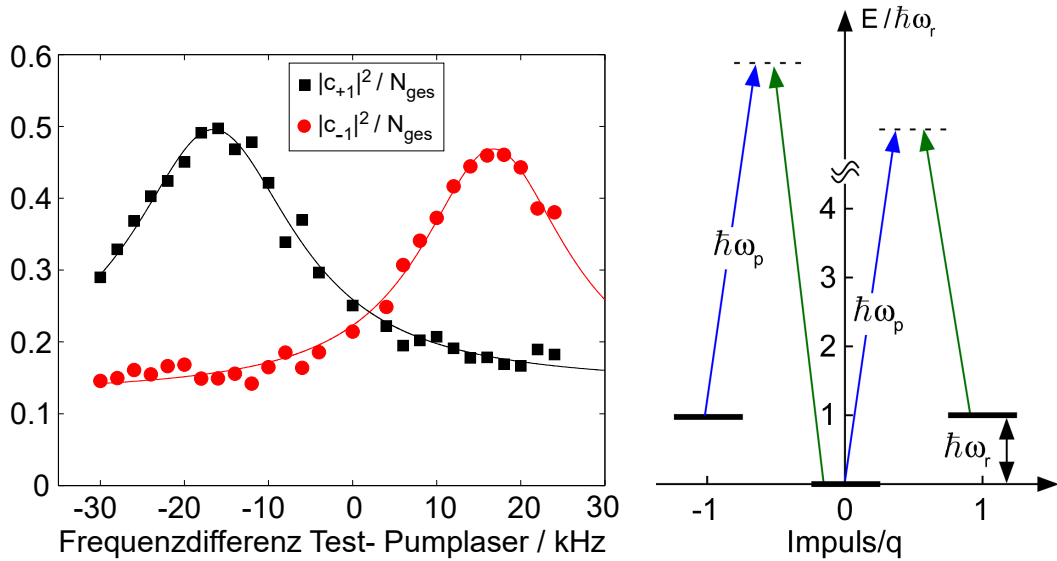 0.6
0.5
0.4
0.3
0.2
0.1
0
-30 -20 -10 0 10 20 30
Frequenzdifferenz Test- Pumplaser / kHz
|c+1|² / Nges
|c-1|² / Nges
E / ħωr
4
3
2
1
ħωp
ħωp
ħωr
-1 0 1
Impuls/q